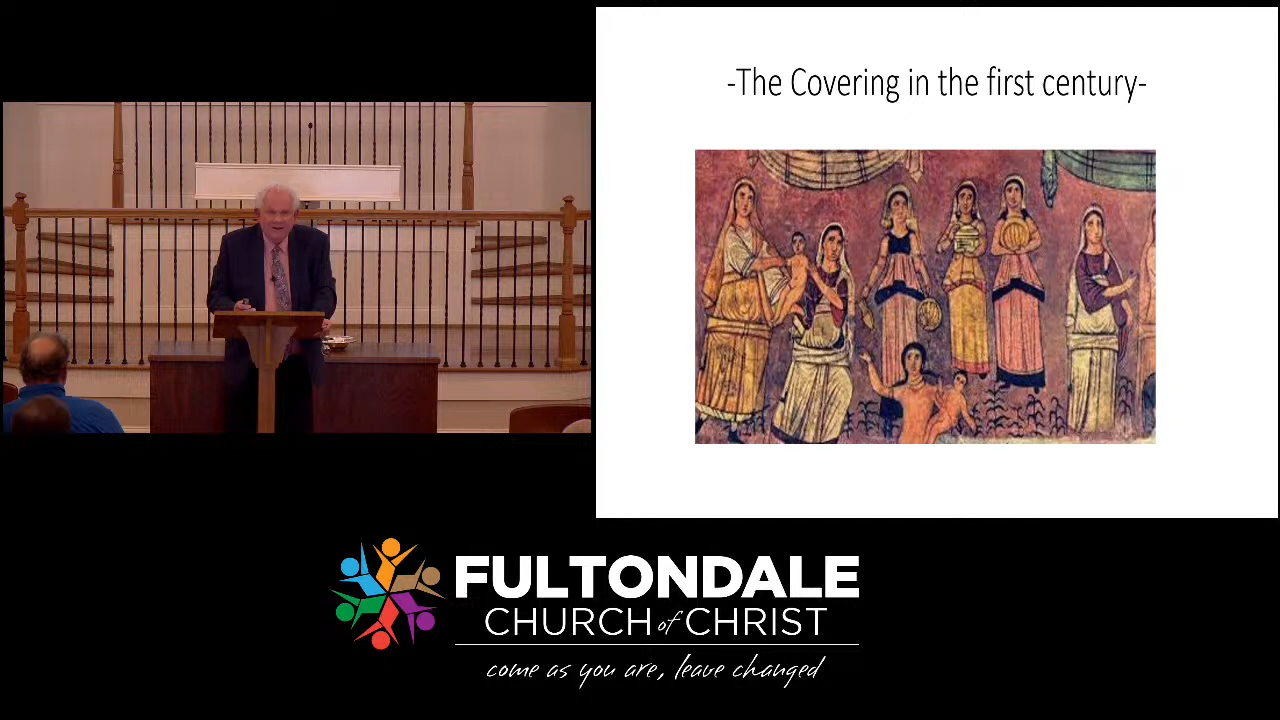 -The Covering in the first century-
FULTONDALE
CHURCH of CHRIST
come as you are, leave changed